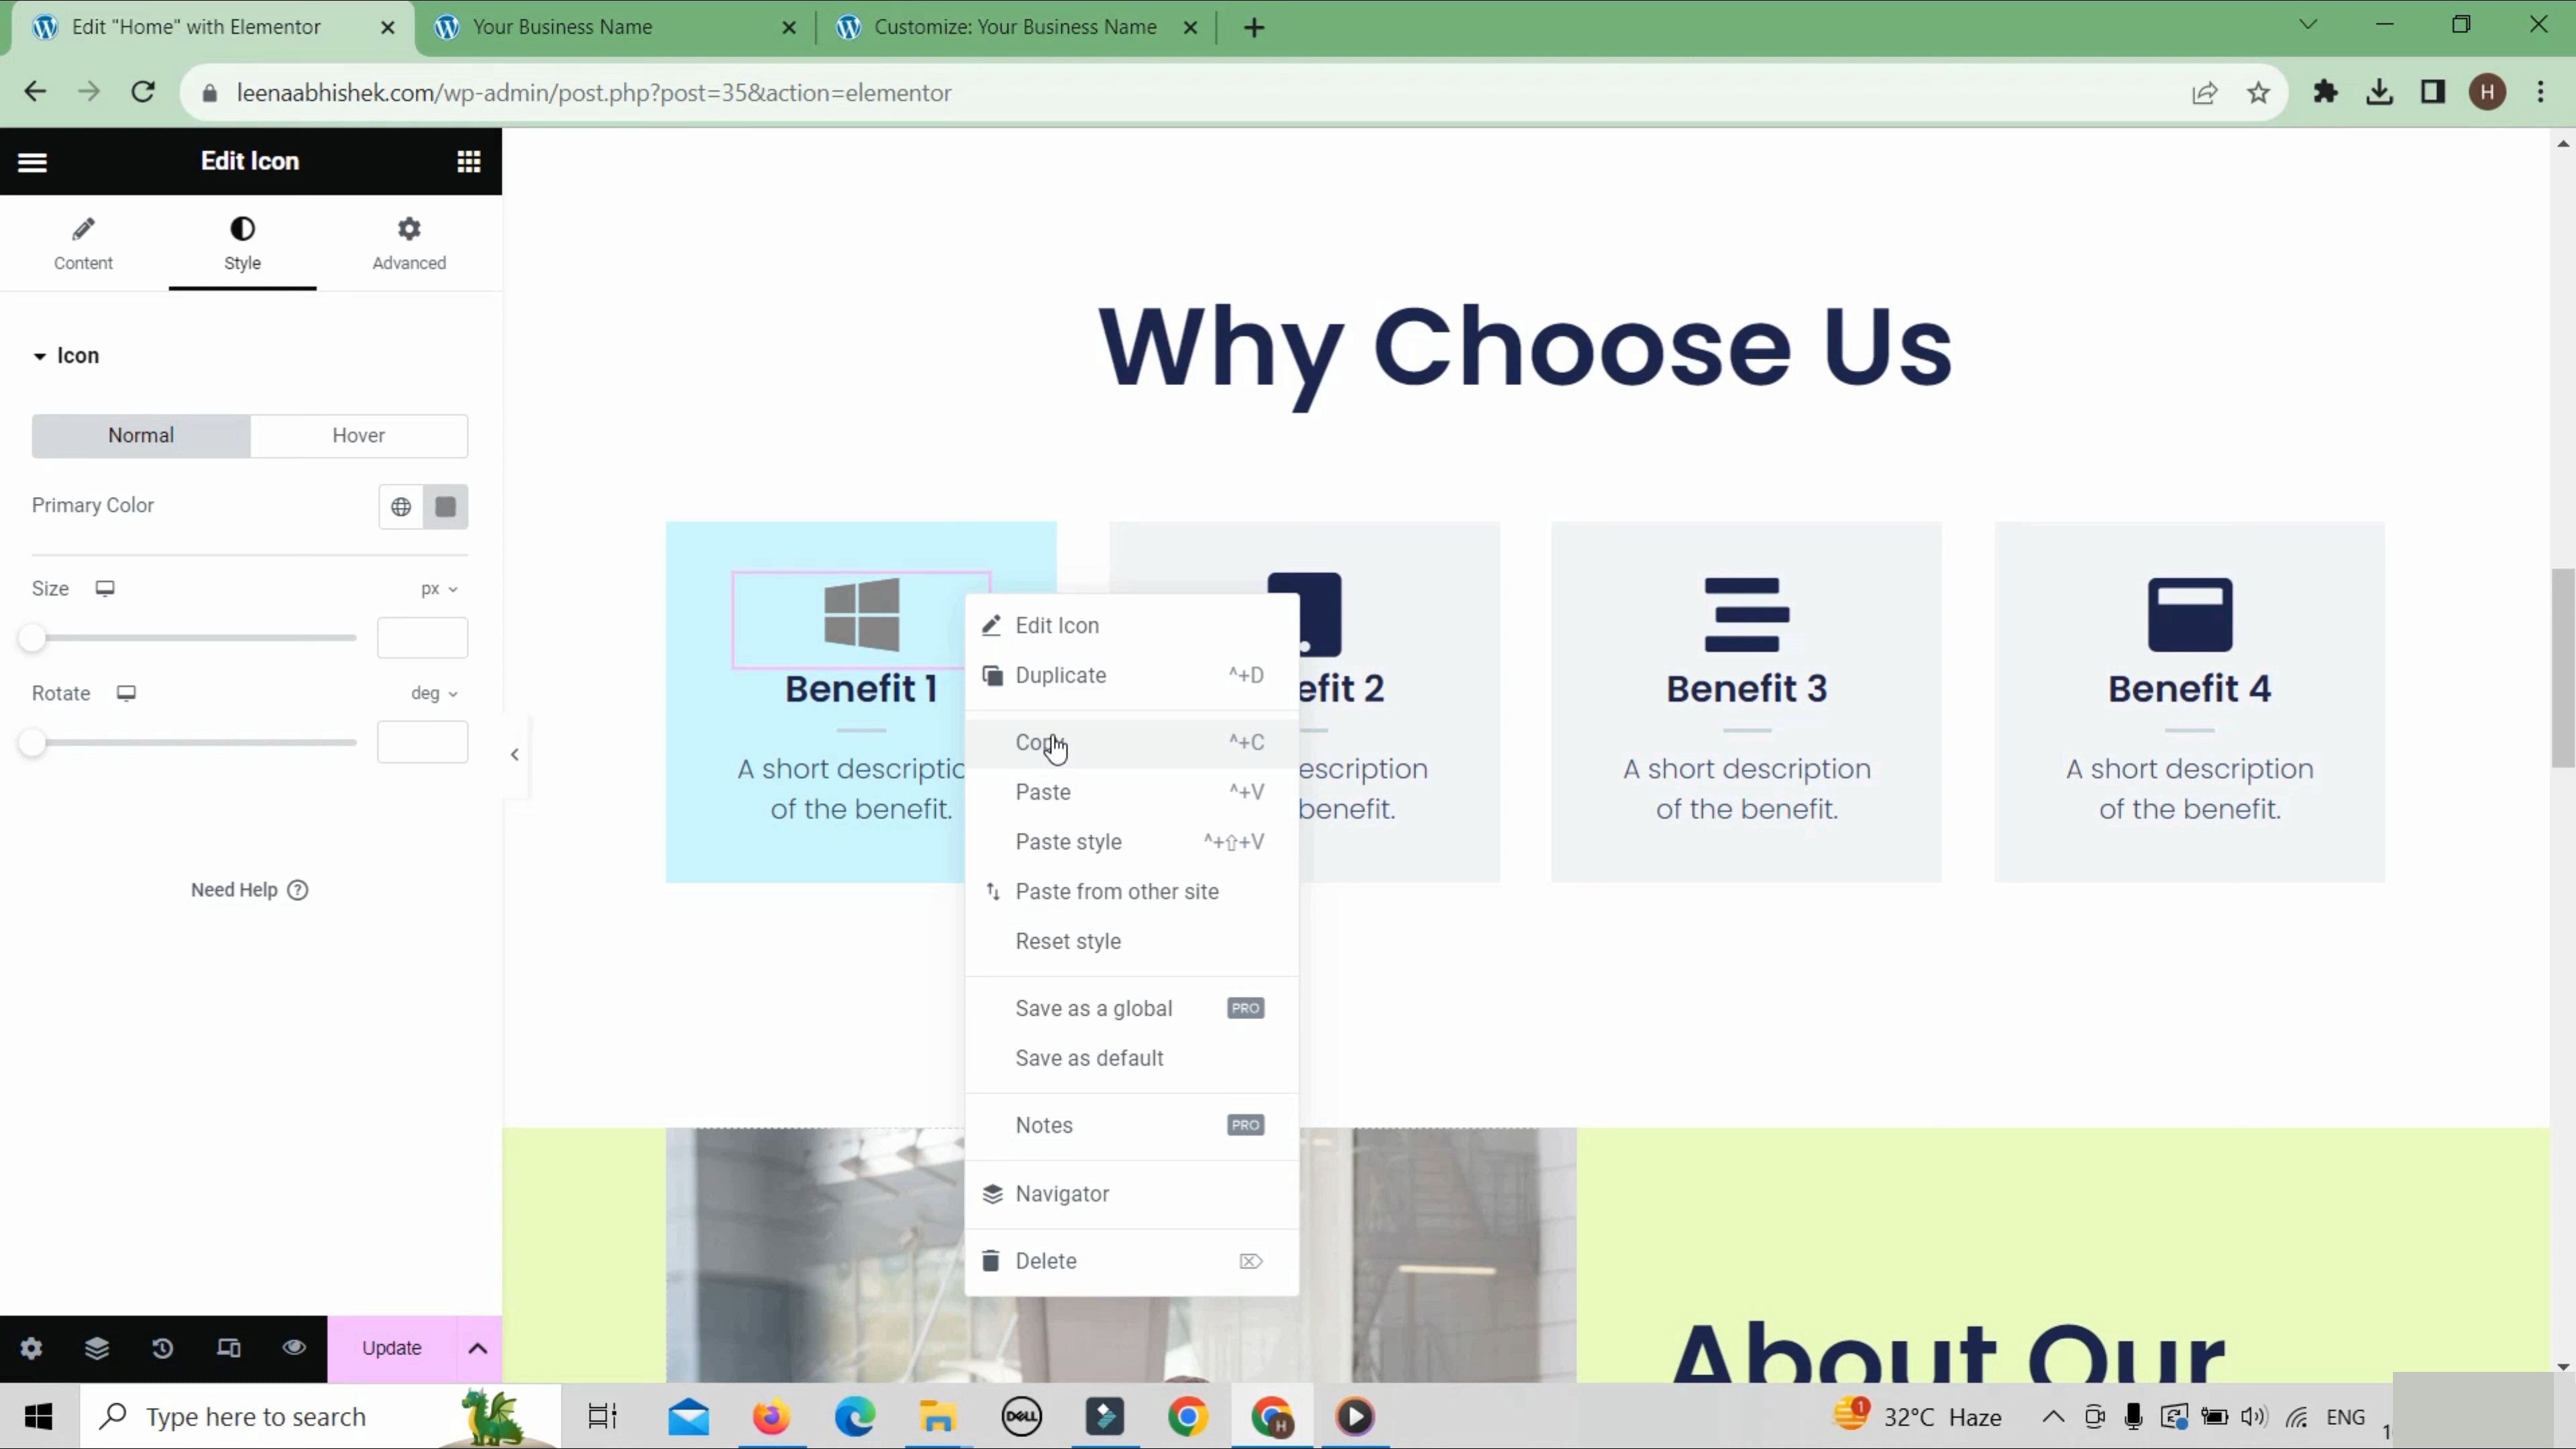 Edit "Home" with Elementor
Your Business Name
Customize: Your Business Name
leenaabhishek.com/wp-admin/post.php?post=35&action=elementor
Edit Icon
Content
Style
Advanced
Icon
Normal
Hover
Primary Color
Size
px
Rotate
deg
Need Help ?
Update
Why Choose Us
Benefit 1
A short descriptio
of the benefit.
efit 2
escription
benefit.
Benefit 3
A short description
of the benefit.
Benefit 4
A short description
of the benefit.
Edit Icon
Duplicate ^+D
Copy ^+C
Paste ^+V
Paste style ^+⇧+V
Paste from other site
Reset style
Save as a global PRO
Save as default
Notes PRO
Navigator
Delete
About Our
Type here to search
DELL
H
H
1
32°C Haze
ENG